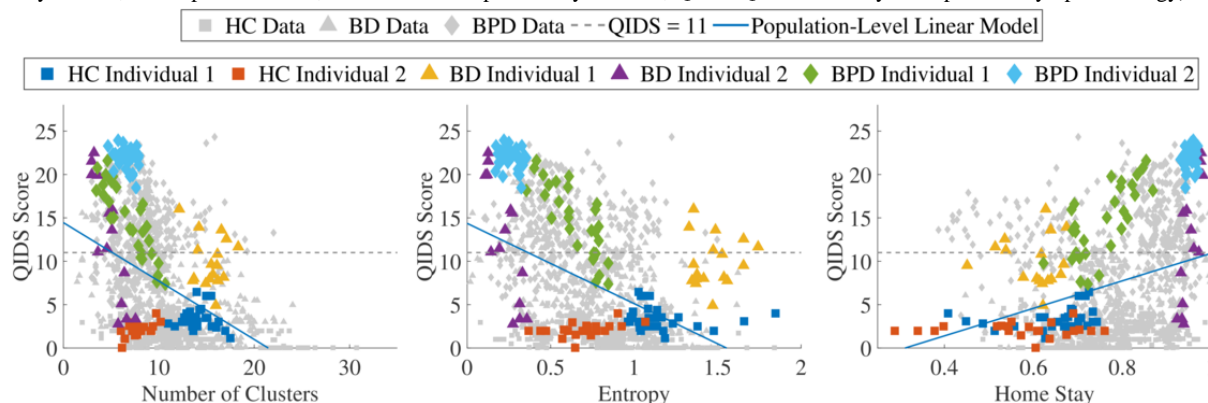 HC Data BD Data BPD Data QIDS = 11 Population-Level Linear Model
HC Individual 1 HC Individual 2 BD Individual 1 BD Individual 2 BPD Individual 1 BPD Individual 2
QIDS Score
25
20
15
10
5
0
0 10 20 30
Number of Clusters
QIDS Score
25
20
15
10
5
0
0 0.5 1 1.5 2
Entropy
QIDS Score
25
20
15
10
5
0
0.4 0.6 0.8
Home Stay